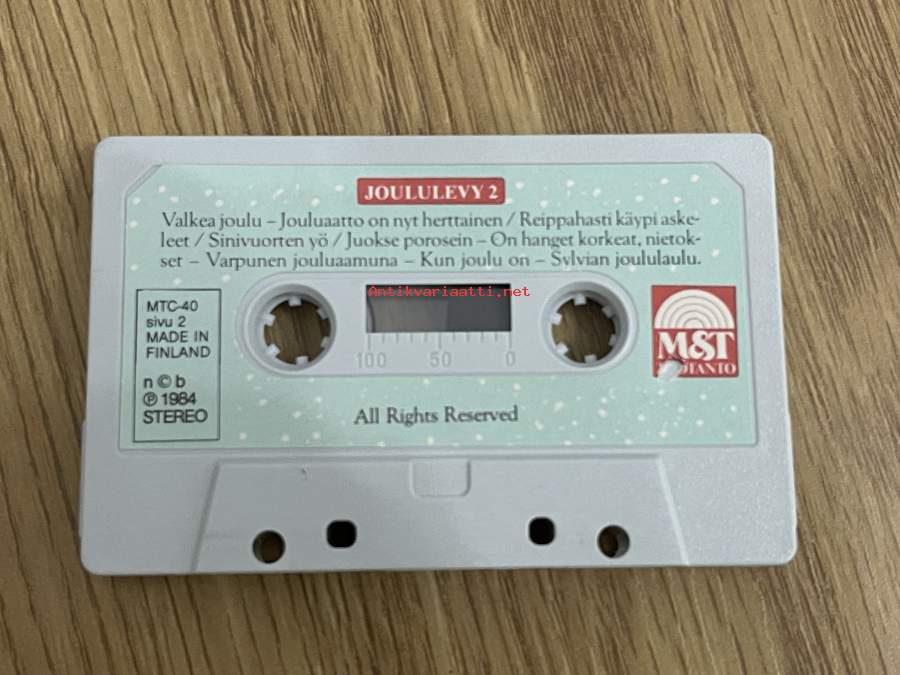 JOULULEVY 2
Valkea joulu – Jouluaatto on nyt herttainen / Reippahasti käypi aske-
leet / Sinivuorten yö / Juokse porosein – On hanget korkeat, nietok-
set – Varpunen jouluaamuna – Kun joulu on – Sylvian joululaulu.
Antikvariaatti.net
MTC-40
sivu 2
MADE IN
FINLAND
n © b
℗ 1984
STEREO
100 50 0
M&T
All Rights Reserved